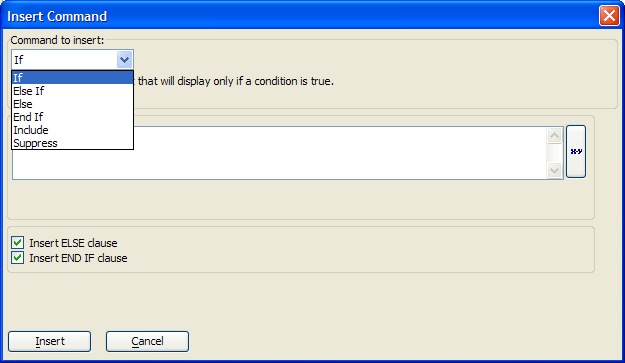 Insert Command
Command to insert:
If
If
Else If
Else
End If
Include
Suppress
that will display only if a condition is true.
x+y
Insert ELSE clause
Insert END IF clause
Insert
Cancel